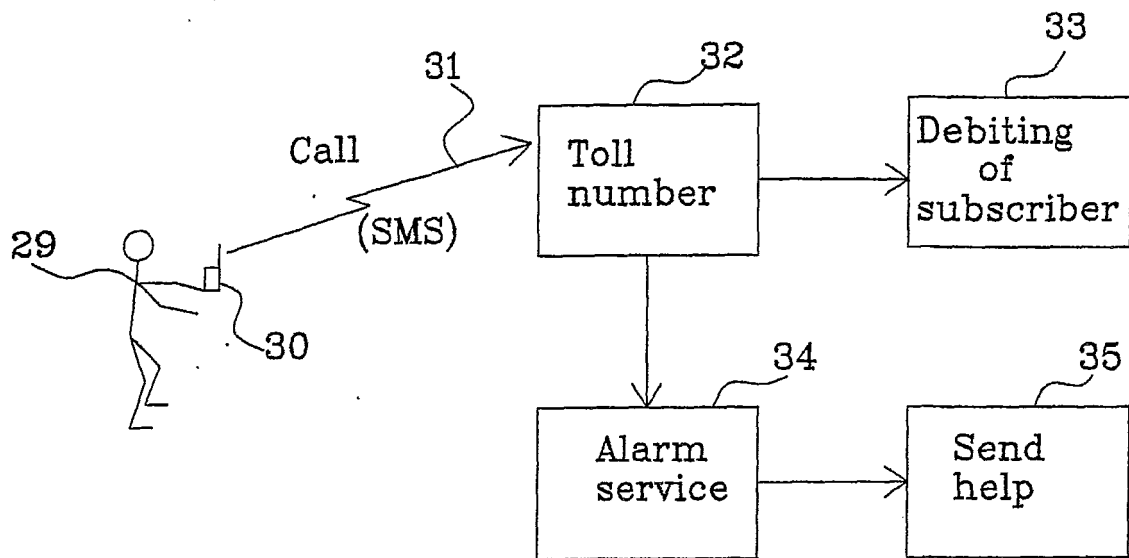 31
Call
(SMS)
29
30
32
Toll
number
33
Debiting
of
subscriber
34
Alarm
service
35
Send
help